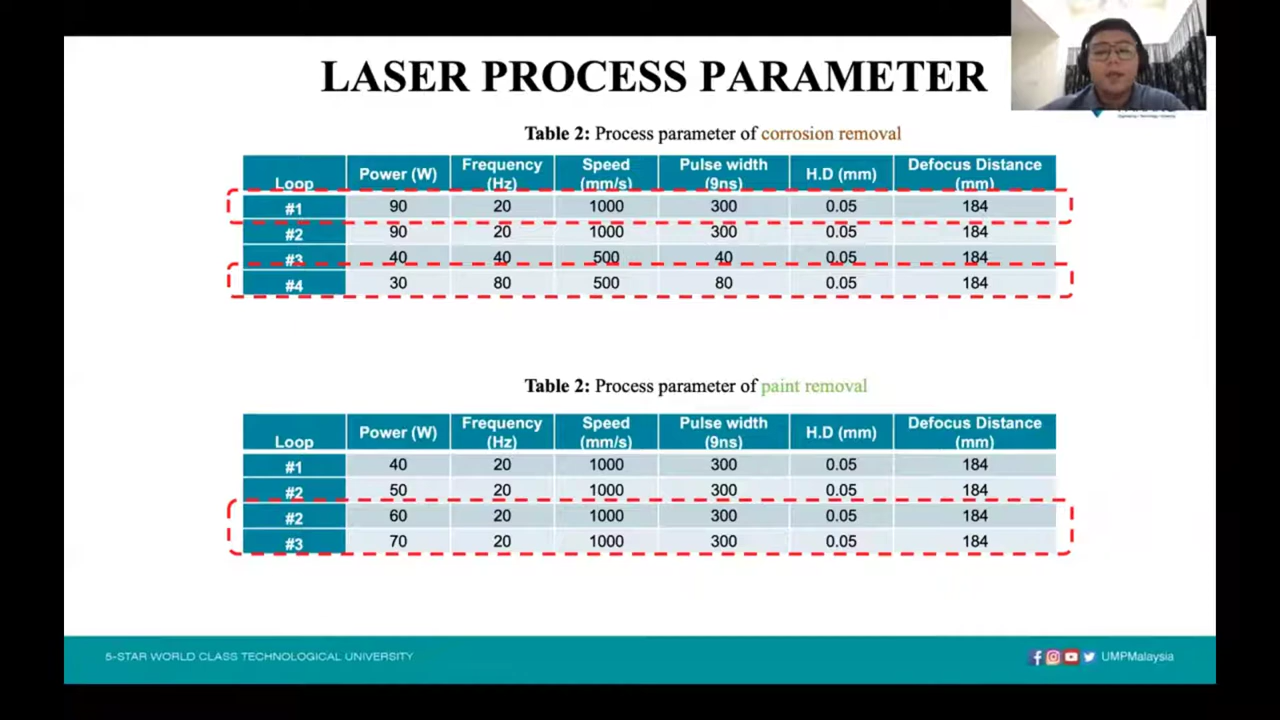 LASER PROCESS PARAMETER
Table 2: Process parameter of corrosion removal
Loop Power (W) Frequency (Hz) Speed (mm/s) Pulse width (9ns) H.D (mm) Defocus Distance (mm)
#1 90 20 1000 300 0.05 184
#2 90 20 1000 300 0.05 184
#3 40 40 500 40 0.05 184
#4 30 80 500 80 0.05 184
Table 2: Process parameter of paint removal
Loop Power (W) Frequency (Hz) Speed (mm/s) Pulse width (9ns) H.D (mm) Defocus Distance (mm)
#1 40 20 1000 300 0.05 184
#2 50 20 1000 300 0.05 184
#2 60 20 1000 300 0.05 184
#3 70 20 1000 300 0.05 184
5-STAR WORLD CLASS TECHNOLOGICAL UNIVERSITY
UMPMalaysia